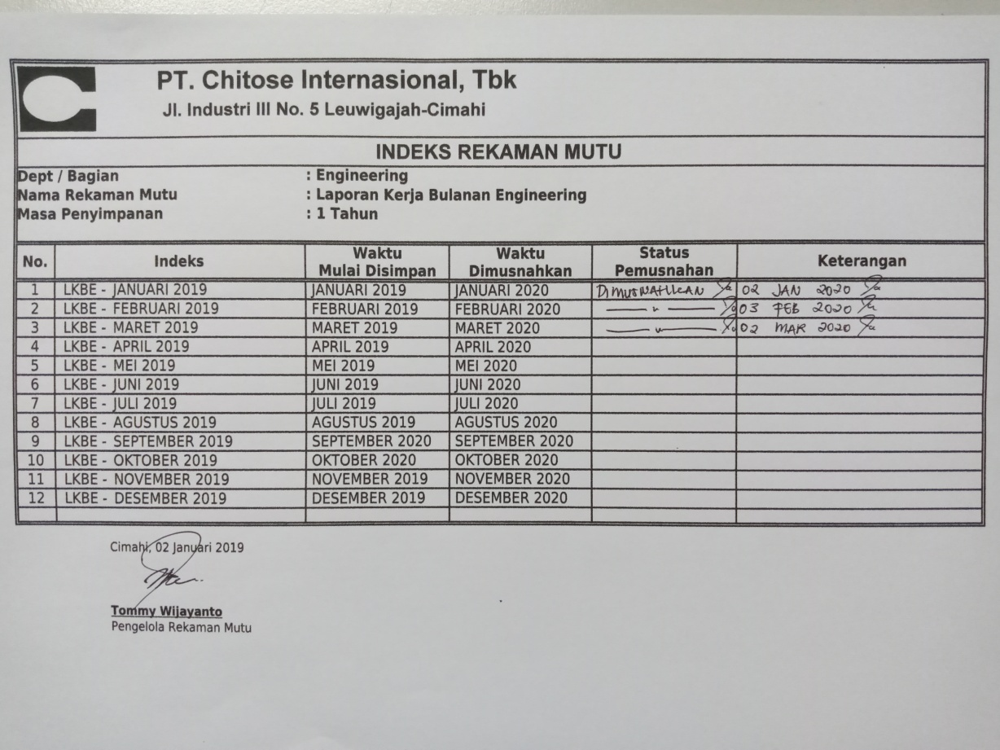 PT. Chitose Internasional, Tbk
Jl. Industri III No. 5 Leuwigajah-Cimahi
INDEKS REKAMAN MUTU
Dept / Bagian : Engineering
Nama Rekaman Mutu : Laporan Kerja Bulanan Engineering
Masa Penyimpanan : 1 Tahun
No. Indeks Waktu Mulai Disimpan Waktu Dimusnahkan Status Pemusnahan Keterangan
1 LKBE - JANUARI 2019 JANUARI 2019 JANUARI 2020 DIMUSNAHKAN 02 JAN 2020
2 LKBE - FEBRUARI 2019 FEBRUARI 2019 FEBRUARI 2020 —— " —— 03 FEB 2020
3 LKBE - MARET 2019 MARET 2019 MARET 2020 —— " —— 02 MAR 2020
4 LKBE - APRIL 2019 APRIL 2019 APRIL 2020
5 LKBE - MEI 2019 MEI 2019 MEI 2020
6 LKBE - JUNI 2019 JUNI 2019 JUNI 2020
7 LKBE - JULI 2019 JULI 2019 JULI 2020
8 LKBE - AGUSTUS 2019 AGUSTUS 2019 AGUSTUS 2020
9 LKBE - SEPTEMBER 2019 SEPTEMBER 2020 SEPTEMBER 2020
10 LKBE - OKTOBER 2019 OKTOBER 2020 OKTOBER 2020
11 LKBE - NOVEMBER 2019 NOVEMBER 2019 NOVEMBER 2020
12 LKBE - DESEMBER 2019 DESEMBER 2019 DESEMBER 2020
Cimahi, 02 Januari 2019
Tommy Wijayanto
Pengelola Rekaman Mutu